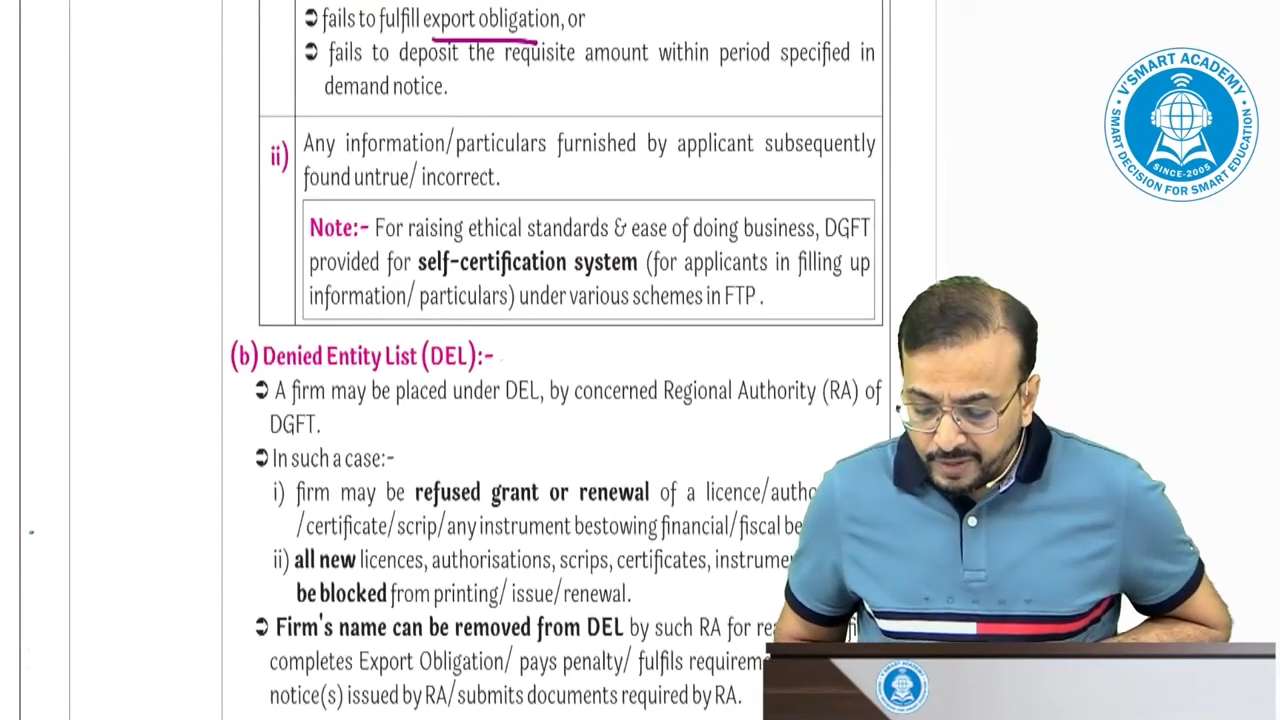 ➲ fails to fulfill export obligation, or
➲ fails to deposit the requisite amount within period specified in
demand notice.
ii) Any information/particulars furnished by applicant subsequently
found untrue/ incorrect.
Note:- For raising ethical standards & ease of doing business, DGFT
provided for self-certification system (for applicants in filling up
information/ particulars) under various schemes in FTP .
(b) Denied Entity List (DEL):-
➲ A firm may be placed under DEL, by concerned Regional Authority (RA) of
DGFT.
➲ In such a case:-
i) firm may be refused grant or renewal of a licence/
/certificate/scrip/any instrument bestowing financial/fiscal
ii) all new licences, authorisations, scrips, certificates,
be blocked from printing/ issue/renewal.
➲ Firm's name can be removed from DEL by such RA for
completes Export Obligation/ pays penalty/ fulfils
notice(s) issued by RA/submits documents required by RA.
V'SMART ACADEMY
SINCE-2005
SMART DECISION FOR SMART EDUCATION